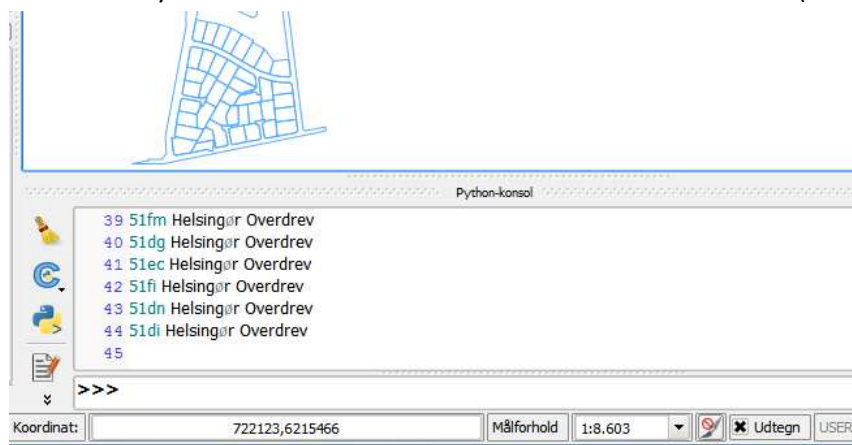 Python-konsol
39 51fm Helsingør Overdrev
40 51dg Helsingør Overdrev
41 51ec Helsingør Overdrev
42 51fi Helsingør Overdrev
43 51dn Helsingør Overdrev
44 51di Helsingør Overdrev
45
>>>
Koordinat: 722123,6215466 Målforhold 1:8.603 Udtegn USER